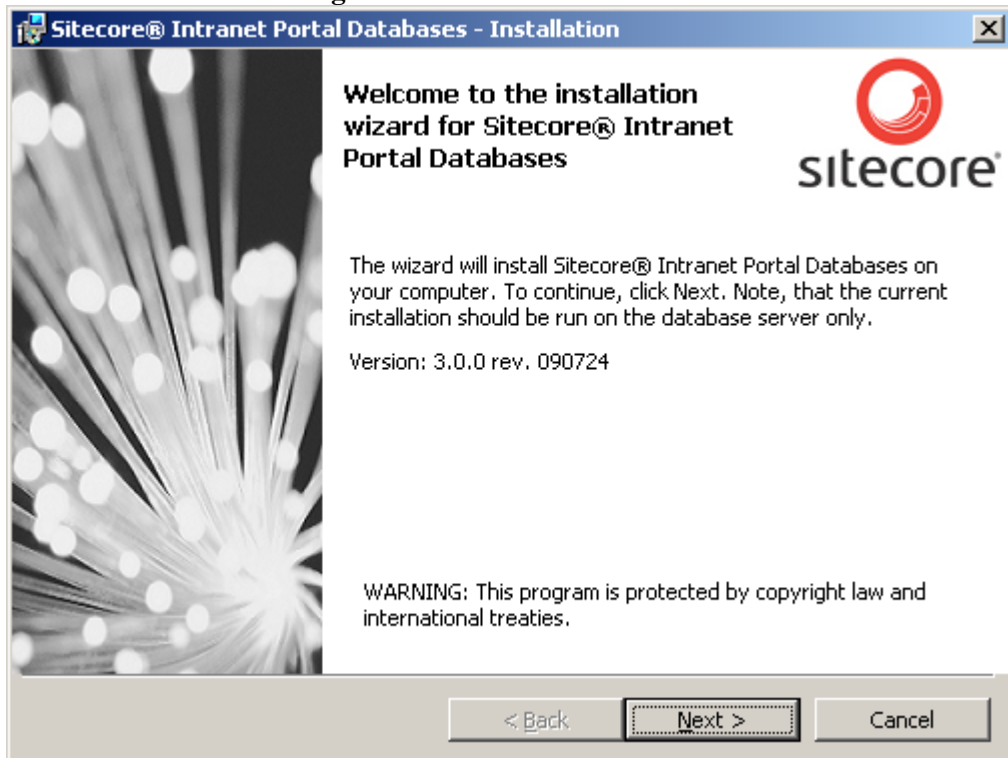 Sitecore® Intranet Portal Databases - Installation
Welcome to the installation
wizard for Sitecore® Intranet
Portal Databases
sitecore
The wizard will install Sitecore® Intranet Portal Databases on
your computer. To continue, click Next. Note, that the current
installation should be run on the database server only.
Version: 3.0.0 rev. 090724
WARNING: This program is protected by copyright law and
international treaties.
< Back
Next >
Cancel